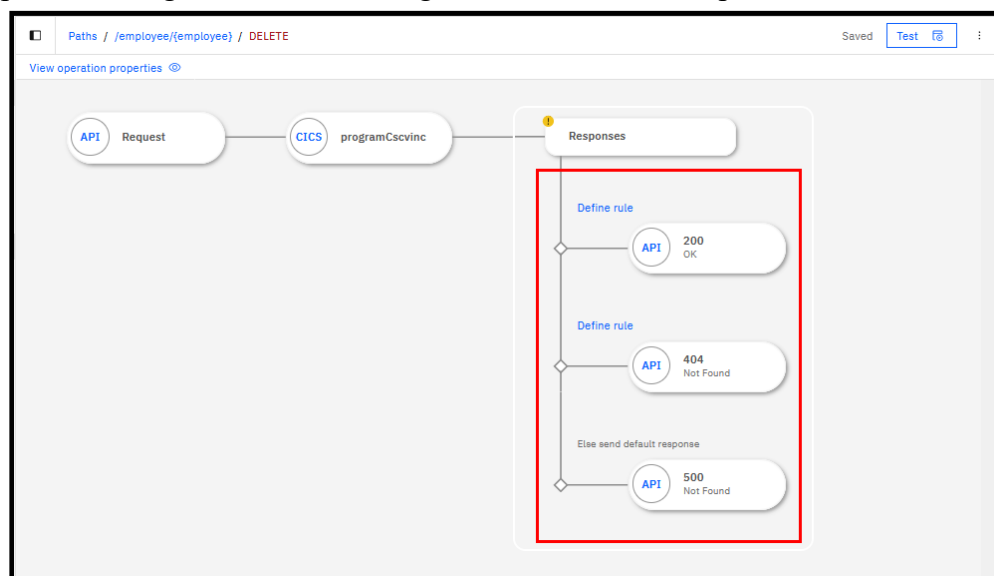 Paths / /employee/{employee} / DELETE
Saved
Test
View operation properties
API Request
CICS programCscvinc
! Responses
Define rule
API 200
OK
Define rule
API 404
Not Found
Else send default response
API 500
Not Found